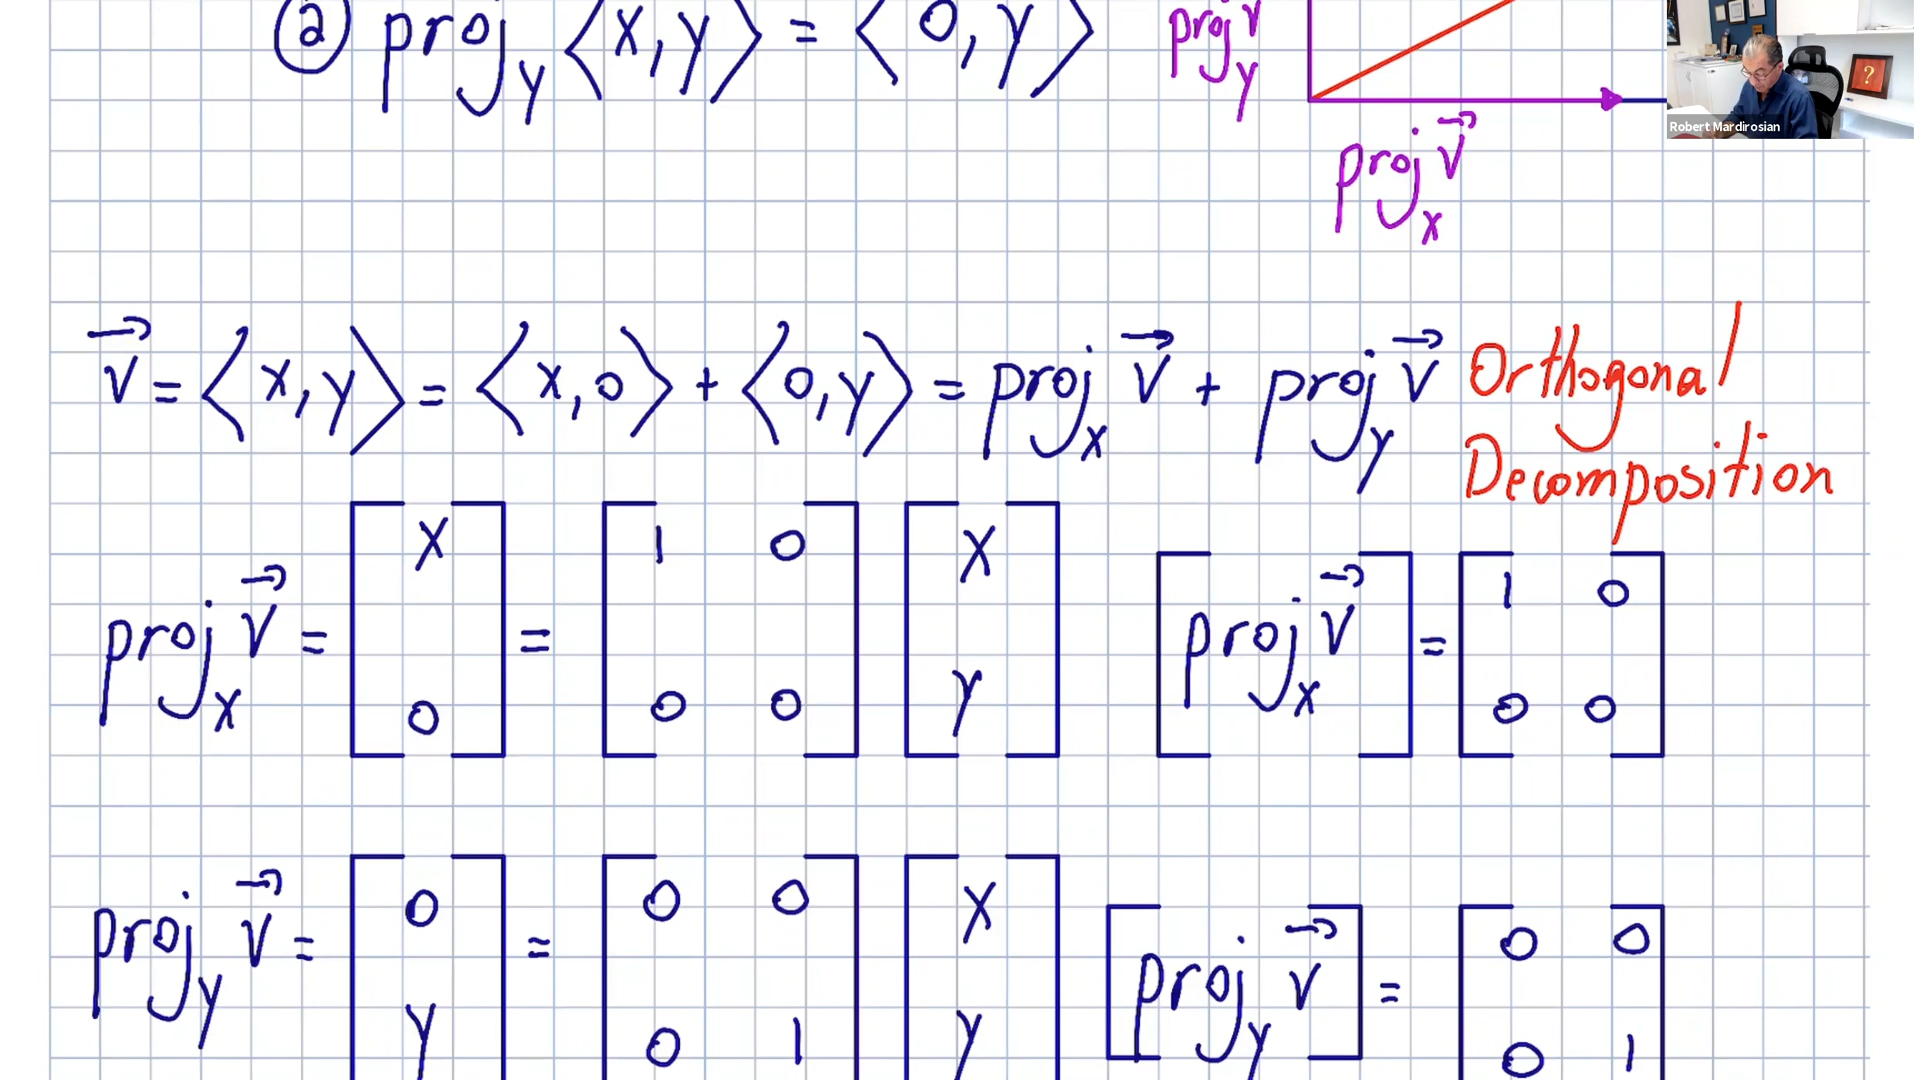 ② proj_y ⟨x, y⟩ = ⟨0, y⟩
proj_y v
proj_x v⃗
?
Robert Mardirosian
v⃗ = ⟨x, y⟩ = ⟨x, 0⟩ + ⟨0, y⟩ = proj_x v⃗ + proj_y v⃗
Orthogonal
Decomposition
proj_x v⃗ = [x; 0] = [1 0; 0 0] [x; y]
[proj_x v⃗] = [1 0; 0 0]
proj_y v⃗ = [0; y] = [0 0; 0 1] [x; y]
[proj_y v⃗] = [0 0; 0 1]